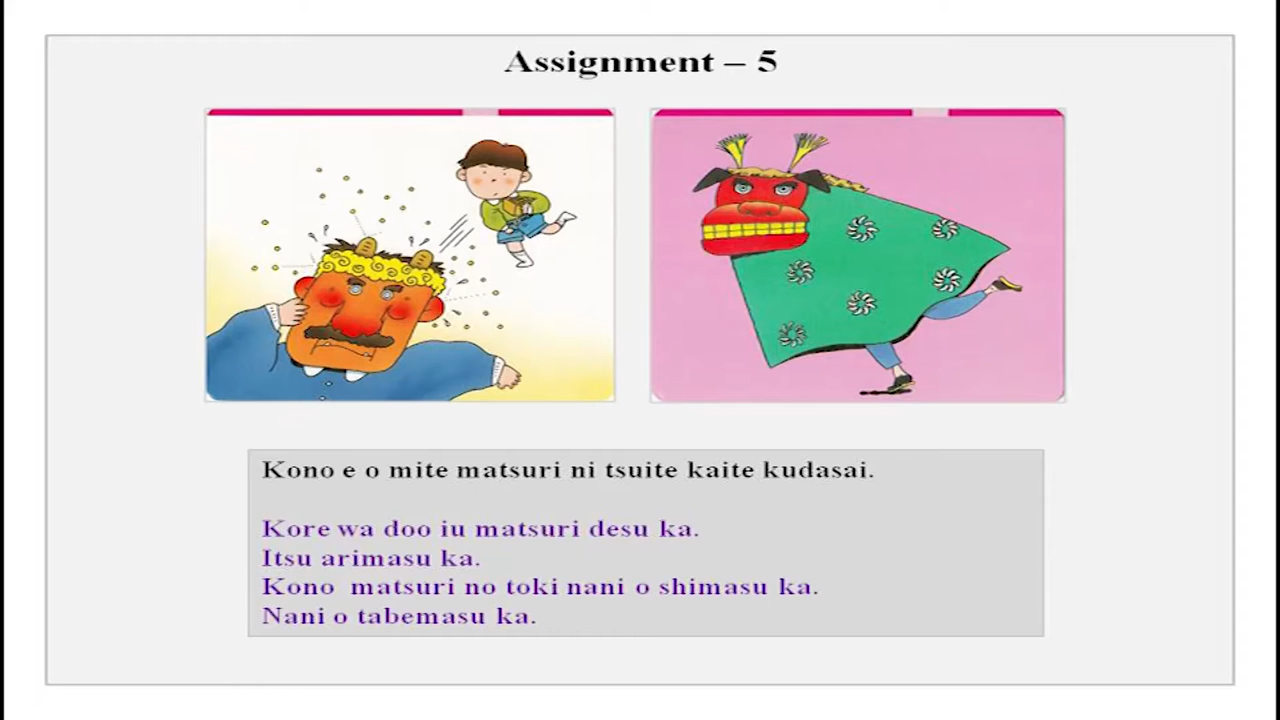 Assignment – 5
Kono e o mite matsuri ni tsuite kaite kudasai.
Kore wa doo iu matsuri desu ka.
Itsu arimasu ka.
Kono matsuri no toki nani o shimasu ka.
Nani o tabemasu ka.